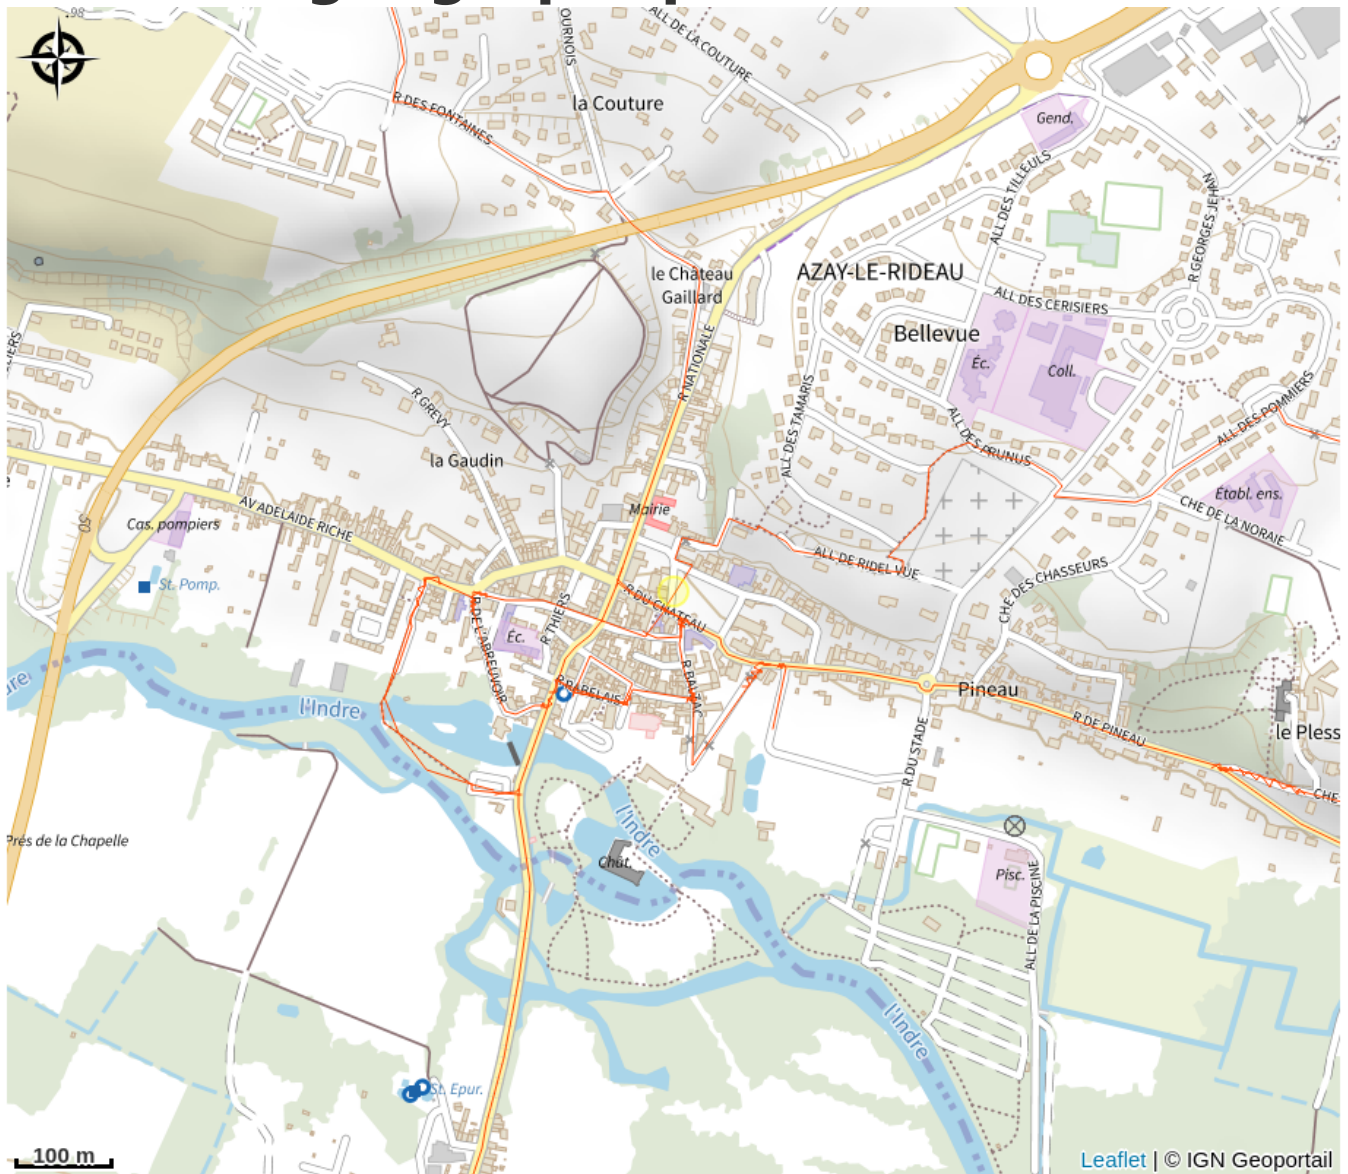 98
OURNOIS
ALL DE LA COUTURE
la Couture
R DES FONTAINES
Gend.
ALL DES TILLEULS
R GEORGES JEHAN
le Château
Gaillard
AZAY-LE-RIDEAU
ALL DES CERISIERS
Bellevue
R NATIONALE
Éc.
Coll.
ALL DES TAMARIS
R GREVY
ALL DES POMMIERS
ALL DES PRUNUS
la Gaudin
Établ. ens.
CHE DE LA NORAIE
Mairie
AV ADELAIDE RICHE
Cas. pompiers
ALL DE RIDEL VUE
CHE DES CHASSEURS
St. Pomp.
R DU CHATEAU
R DE L'ABREUVOIR
Éc.
R THIERS
R BALZAC
R RABELAIS
Pineau
l'Indre
R DE PINEAU
le Pless
R DU STADE
CHE
l'Indre
Prés de la Chapelle
Chât.
Pisc.
ALL DE LA PISCINE
l'Indre
St. Epur.
100 m
Leaflet | © IGN Geoportail